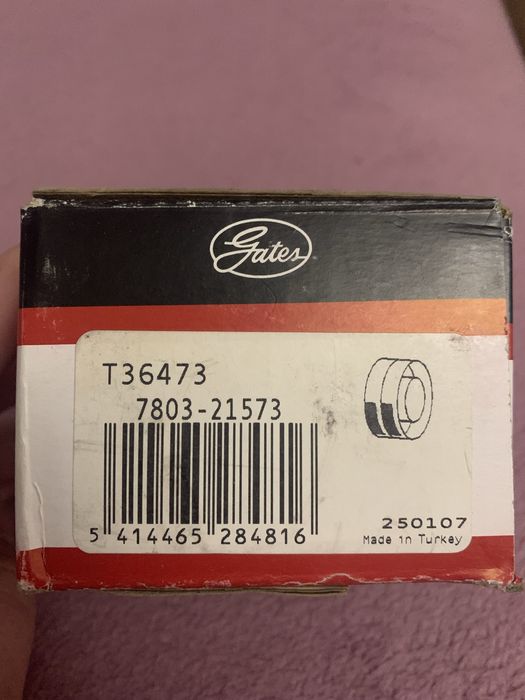 Gates
T36473
7803-21573
5 414465 284816
250107
Made in Turkey